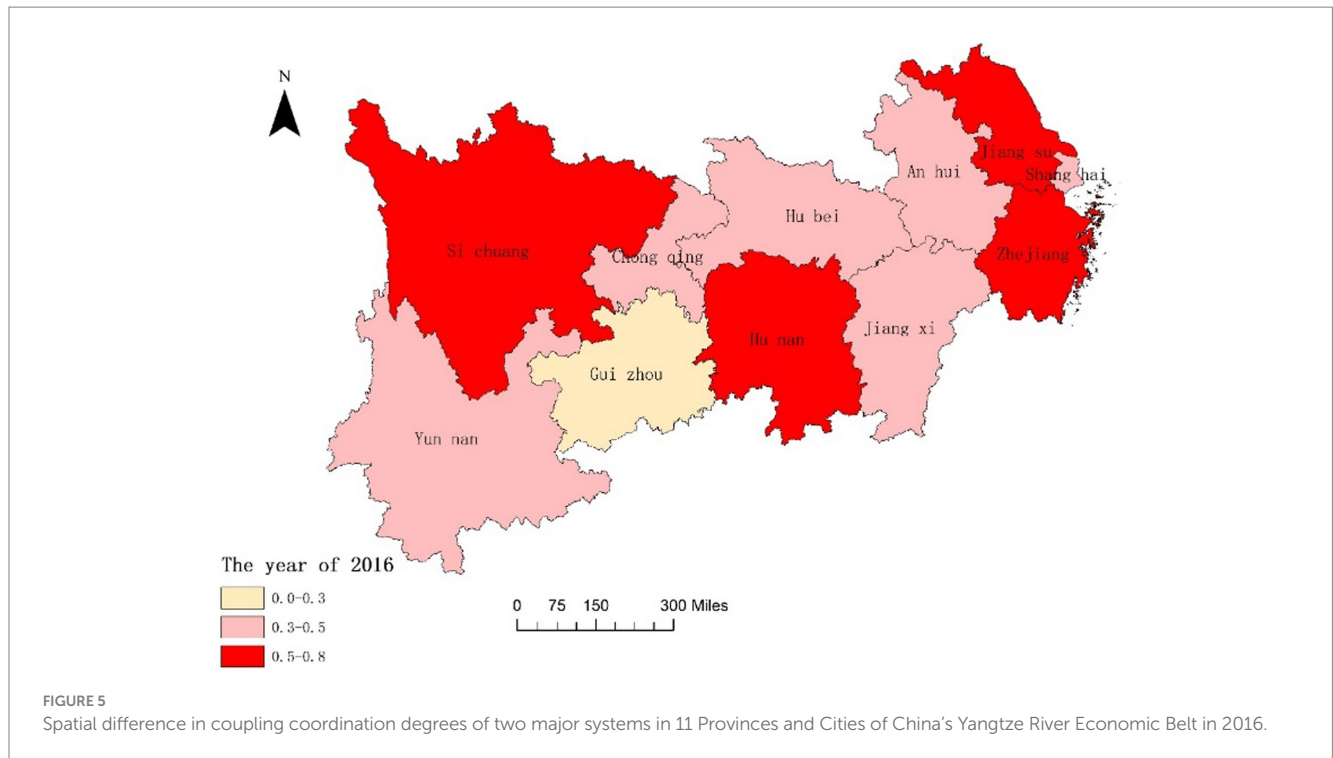 N
Jiang su
An hui
Shang hai
Hu bei
Si chuang
Chong qing
Zhejiang
Hu nan
Jiang xi
Gui zhou
Yun nan
The year of 2016
0.0-0.3
0.3-0.5
0.5-0.8
0 75 150 300 Miles
FIGURE 5
Spatial difference in coupling coordination degrees of two major systems in 11 Provinces and Cities of China's Yangtze River Economic Belt in 2016.